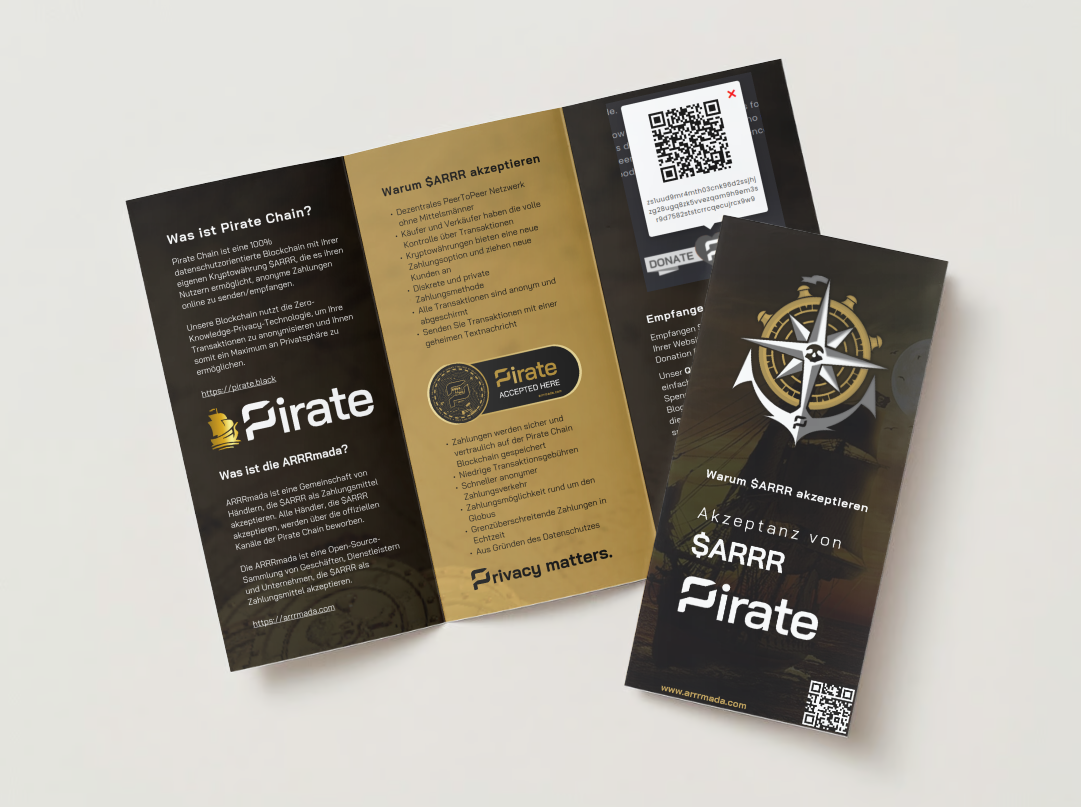 Was ist Pirate Chain?
Pirate Chain ist eine 100%
datenschutzorientierte Blockchain mit ihrer
eigenen Kryptowährung $ARRR, die es ihren
Nutzern ermöglicht, anonyme Zahlungen
online zu senden/empfangen.
Unsere Blockchain nutzt die Zero-
Knowledge-Privacy-Technologie, um Ihre
Transaktionen zu anonymisieren und Ihnen
somit ein Maximum an Privatsphäre zu
ermöglichen.
https://pirate.black
Pirate
Was ist die ARRRmada?
ARRRmada ist eine Gemeinschaft von
Händlern, die $ARRR als Zahlungsmittel
akzeptieren. Alle Händler, die $ARRR
akzeptieren, werden über die offiziellen
Kanäle der Pirate Chain beworben.
Die ARRRmada ist eine Open-Source-
Sammlung von Geschäften, Dienstleistern
und Unternehmen, die $ARRR als
Zahlungsmittel akzeptieren.
https://arrrmada.com
Warum $ARRR akzeptieren
• Dezentrales PeerToPeer Netzwerk
ohne Mittelsmänner
• Käufer und Verkäufer haben die volle
Kontrolle über Transaktionen
• Kryptowährungen bieten eine neue
Zahlungsoption und ziehen neue
Kunden an
• Diskrete und private
Zahlungsmethode
• Alle Transaktionen sind anonym und
abgeschirmt
• Senden Sie Transaktionen mit einer
geheimen Textnachricht
Pirate
ACCEPTED HERE
• Zahlungen werden sicher und
vertraulich auf der Pirate Chain
Blockchain gespeichert
• Niedrige Transaktionsgebühren
• Schneller anonymer
Zahlungsverkehr
• Zahlungsmöglichkeit rund um den
Globus
• Grenzüberschreitende Zahlungen in
Echtzeit
• Aus Gründen des Datenschutzes
Privacy matters.
DONATE
Empfange
Empfangen
Ihrer Websi
Donation
Unser Q
einfach
Spen
Bloc
die
Warum $ARRR akzeptieren
Akzeptanz von
$ARRR
Pirate
www.arrrmada.com